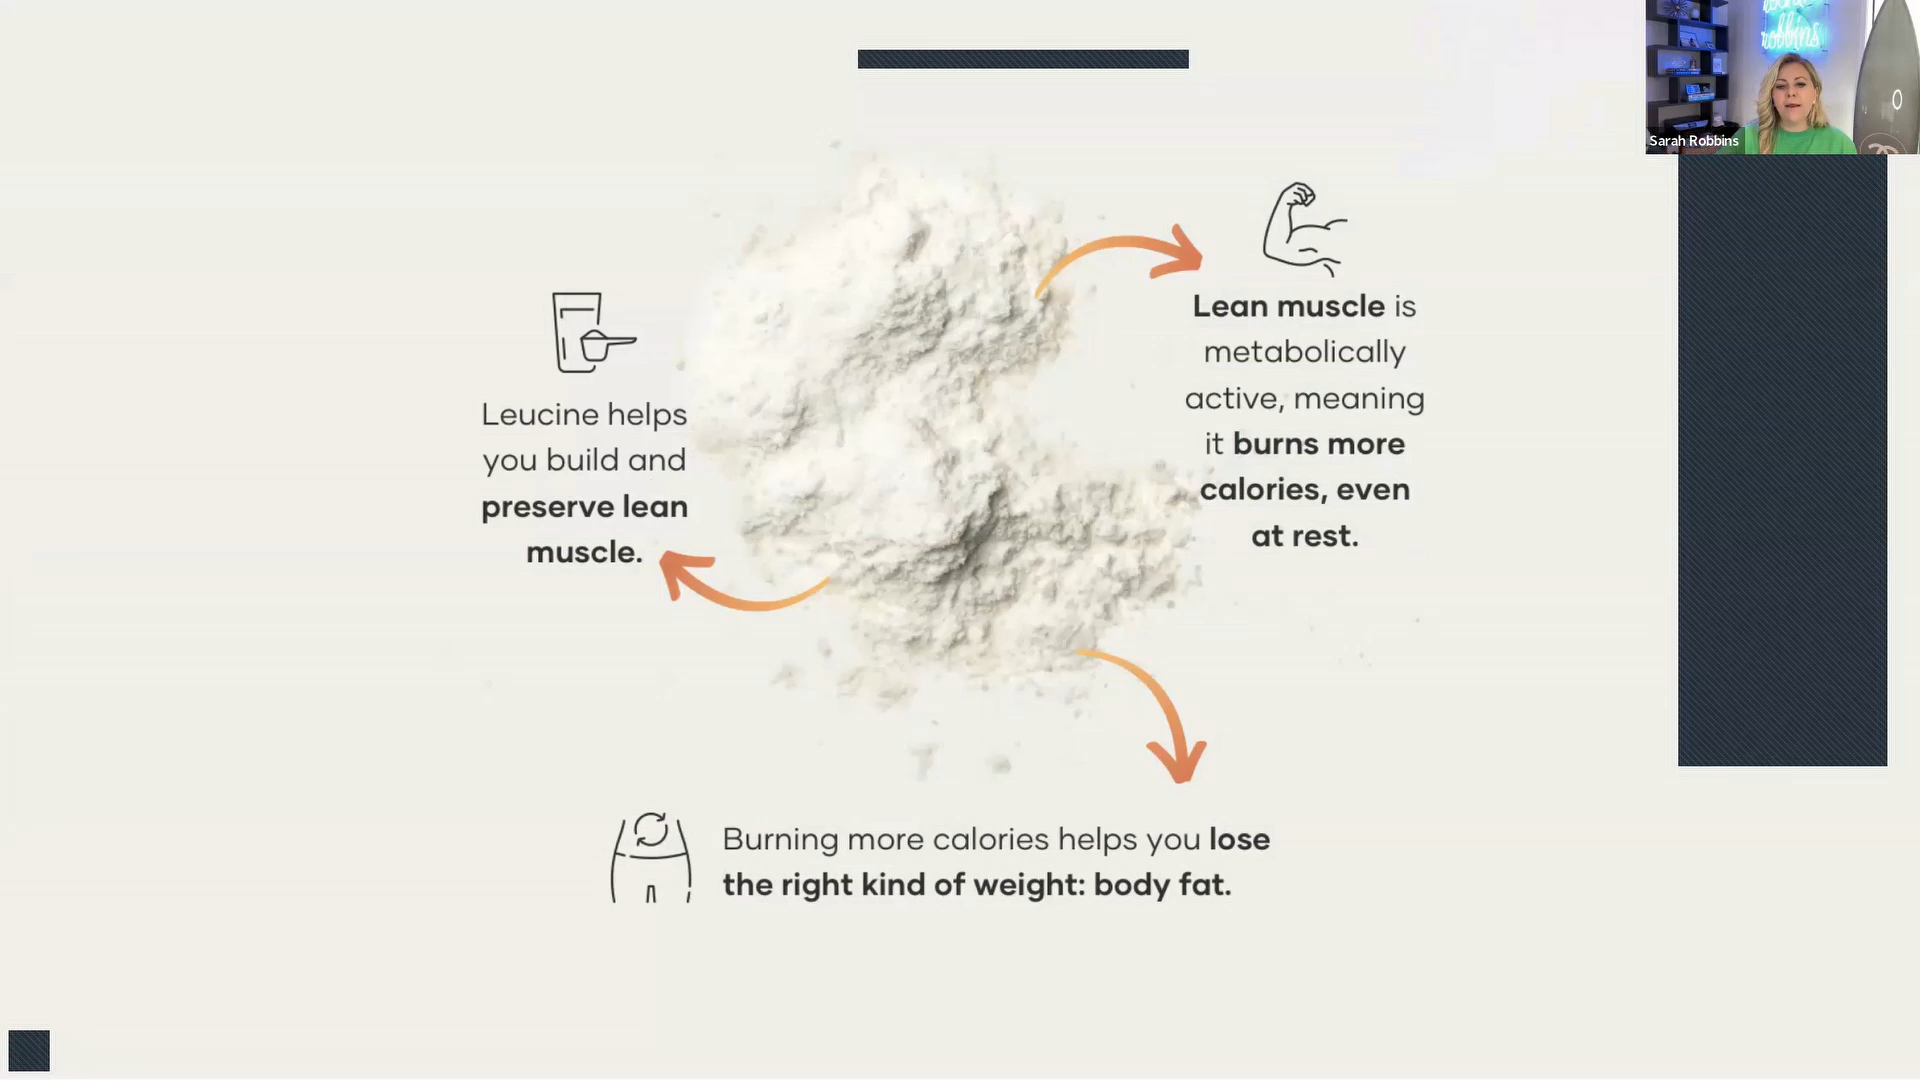 robbins
Sarah Robbins
Leucine helps
you build and
preserve lean
muscle.
Lean muscle is
metabolically
active, meaning
it burns more
calories, even
at rest.
Burning more calories helps you lose
the right kind of weight: body fat.